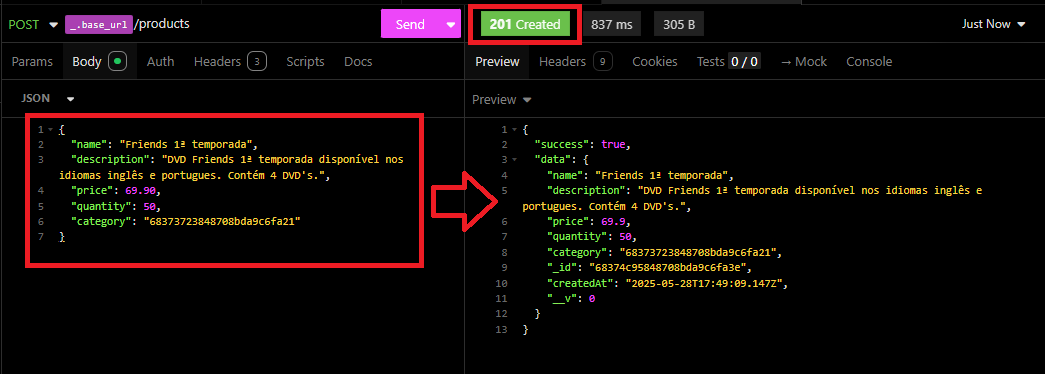 POST _.base_url /products Send 201 Created 837 ms 305 B Just Now
Params Body Auth Headers 3 Scripts Docs Preview Headers 9 Cookies Tests 0 / 0 → Mock Console
JSON
1 {
2 "name": "Friends 1ª temporada",
3 "description": "DVD Friends 1ª temporada disponível nos
idiomas inglês e portugues. Contém 4 DVD's.",
4 "price": 69.90,
5 "quantity": 50,
6 "category": "68373723848708bda9c6fa21"
7 }
Preview
1 {
2 "success": true,
3 "data": {
4 "name": "Friends 1ª temporada",
5 "description": "DVD Friends 1ª temporada disponível nos idiomas inglês e
portugues. Contém 4 DVD's.",
6 "price": 69.9,
7 "quantity": 50,
8 "category": "68373723848708bda9c6fa21",
9 "_id": "68374c95848708bda9c6fa3e",
10 "createdAt": "2025-05-28T17:49:09.147Z",
11 "__v": 0
12 }
13 }